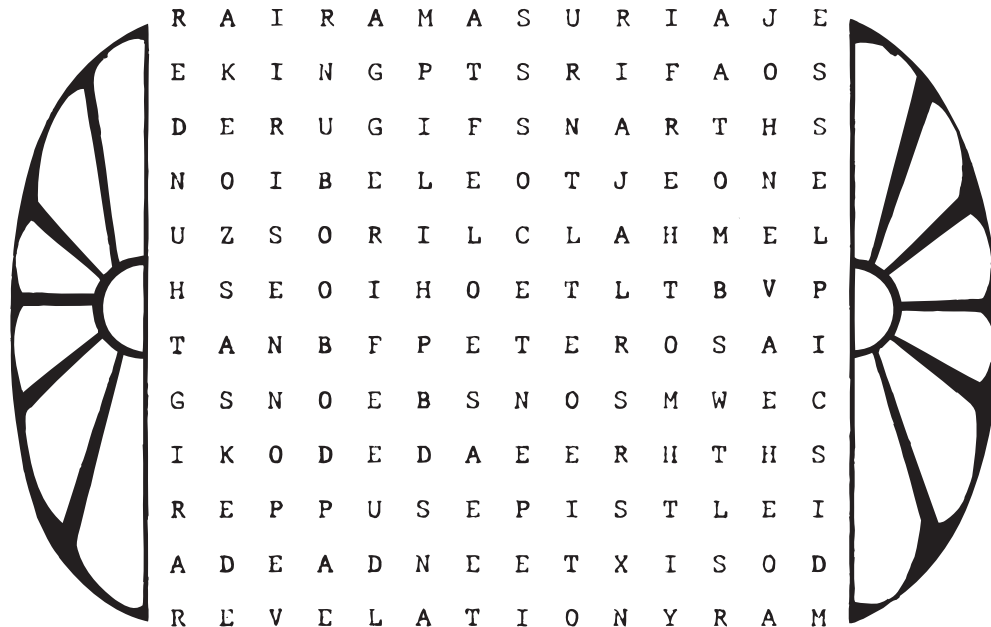 R A I R A M A S U R I A J E
E K I N G P T S R I F A O S
D E R U G I F S N A R T H S
N O I B E L E O T J E O N E
U Z S O R I L C L A H M E L
H S E O I H O E T L T B V P
T A N B F P E T E R O S A I
G S N O E B S N O S M W E C
I K O D E D A E E R H T H S
R E P P U S E P I S T L E I
A D E A D N E E T X I S O D
R E V E L A T I O N Y R A M